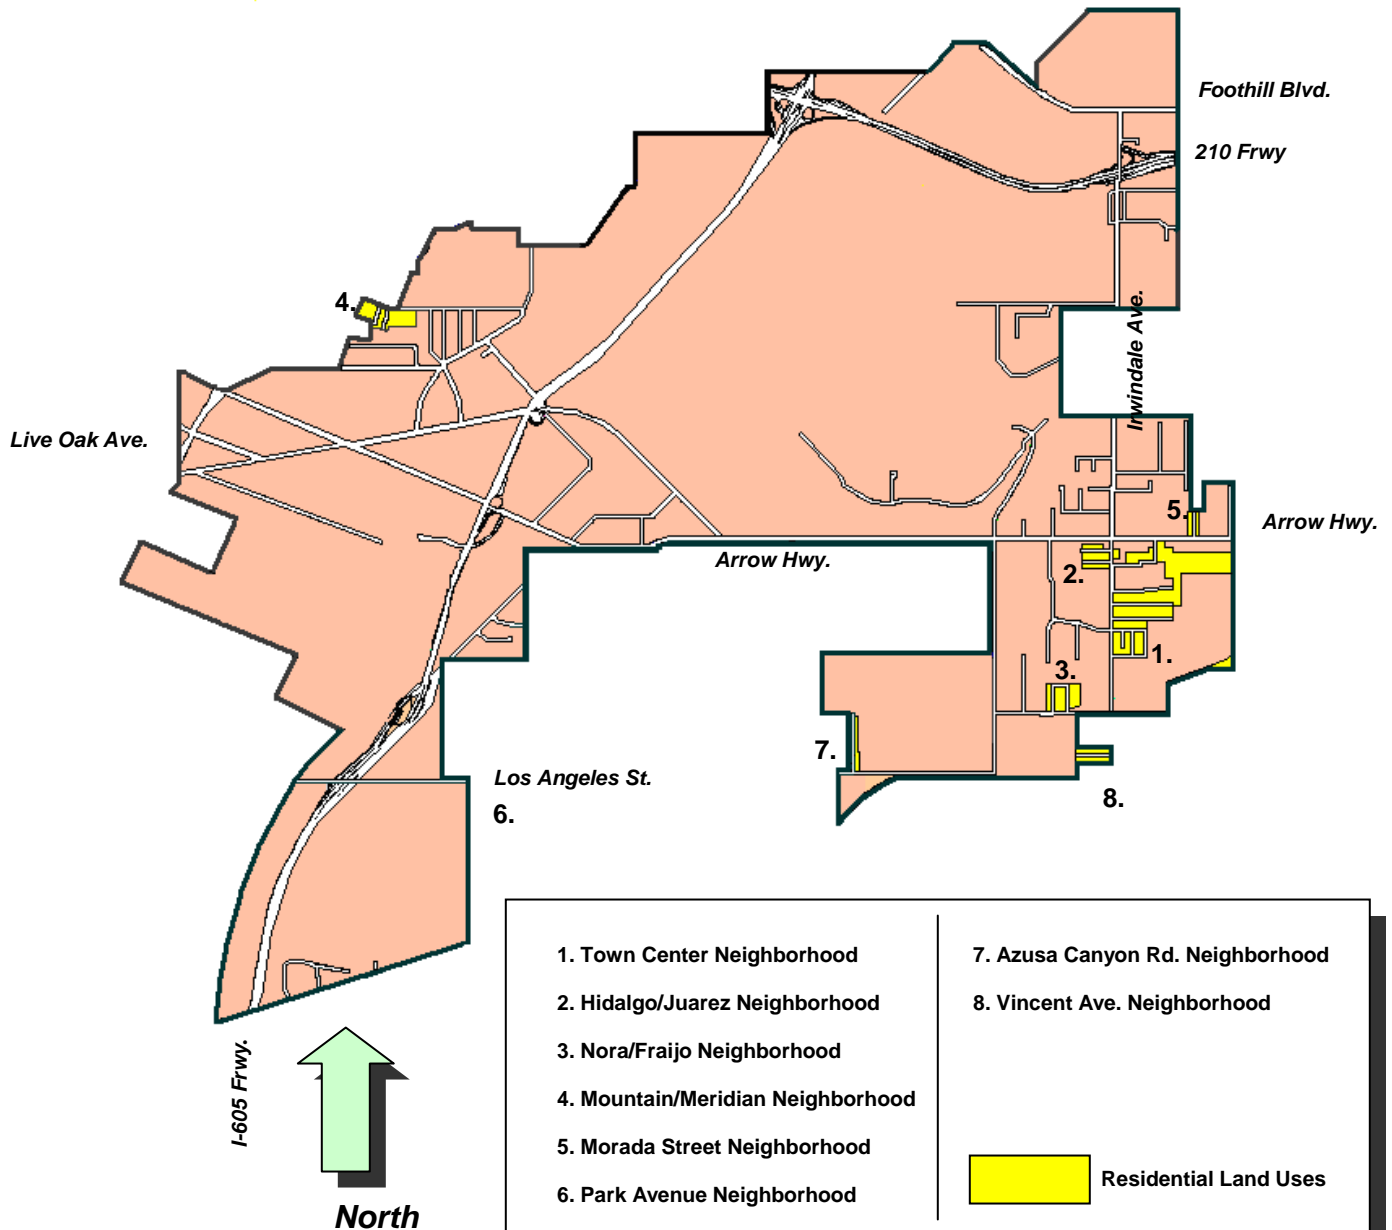 Foothill Blvd.
210 Frwy
4.
Irwindale Ave.
Live Oak Ave.
5.
Arrow Hwy.
Arrow Hwy.
2.
1.
3.
7.
Los Angeles St.
8.
6.
I-605 Frwy.
North
1. Town Center Neighborhood
2. Hidalgo/Juarez Neighborhood
3. Nora/Fraijo Neighborhood
4. Mountain/Meridian Neighborhood
5. Morada Street Neighborhood
6. Park Avenue Neighborhood
7. Azusa Canyon Rd. Neighborhood
8. Vincent Ave. Neighborhood
Residential Land Uses